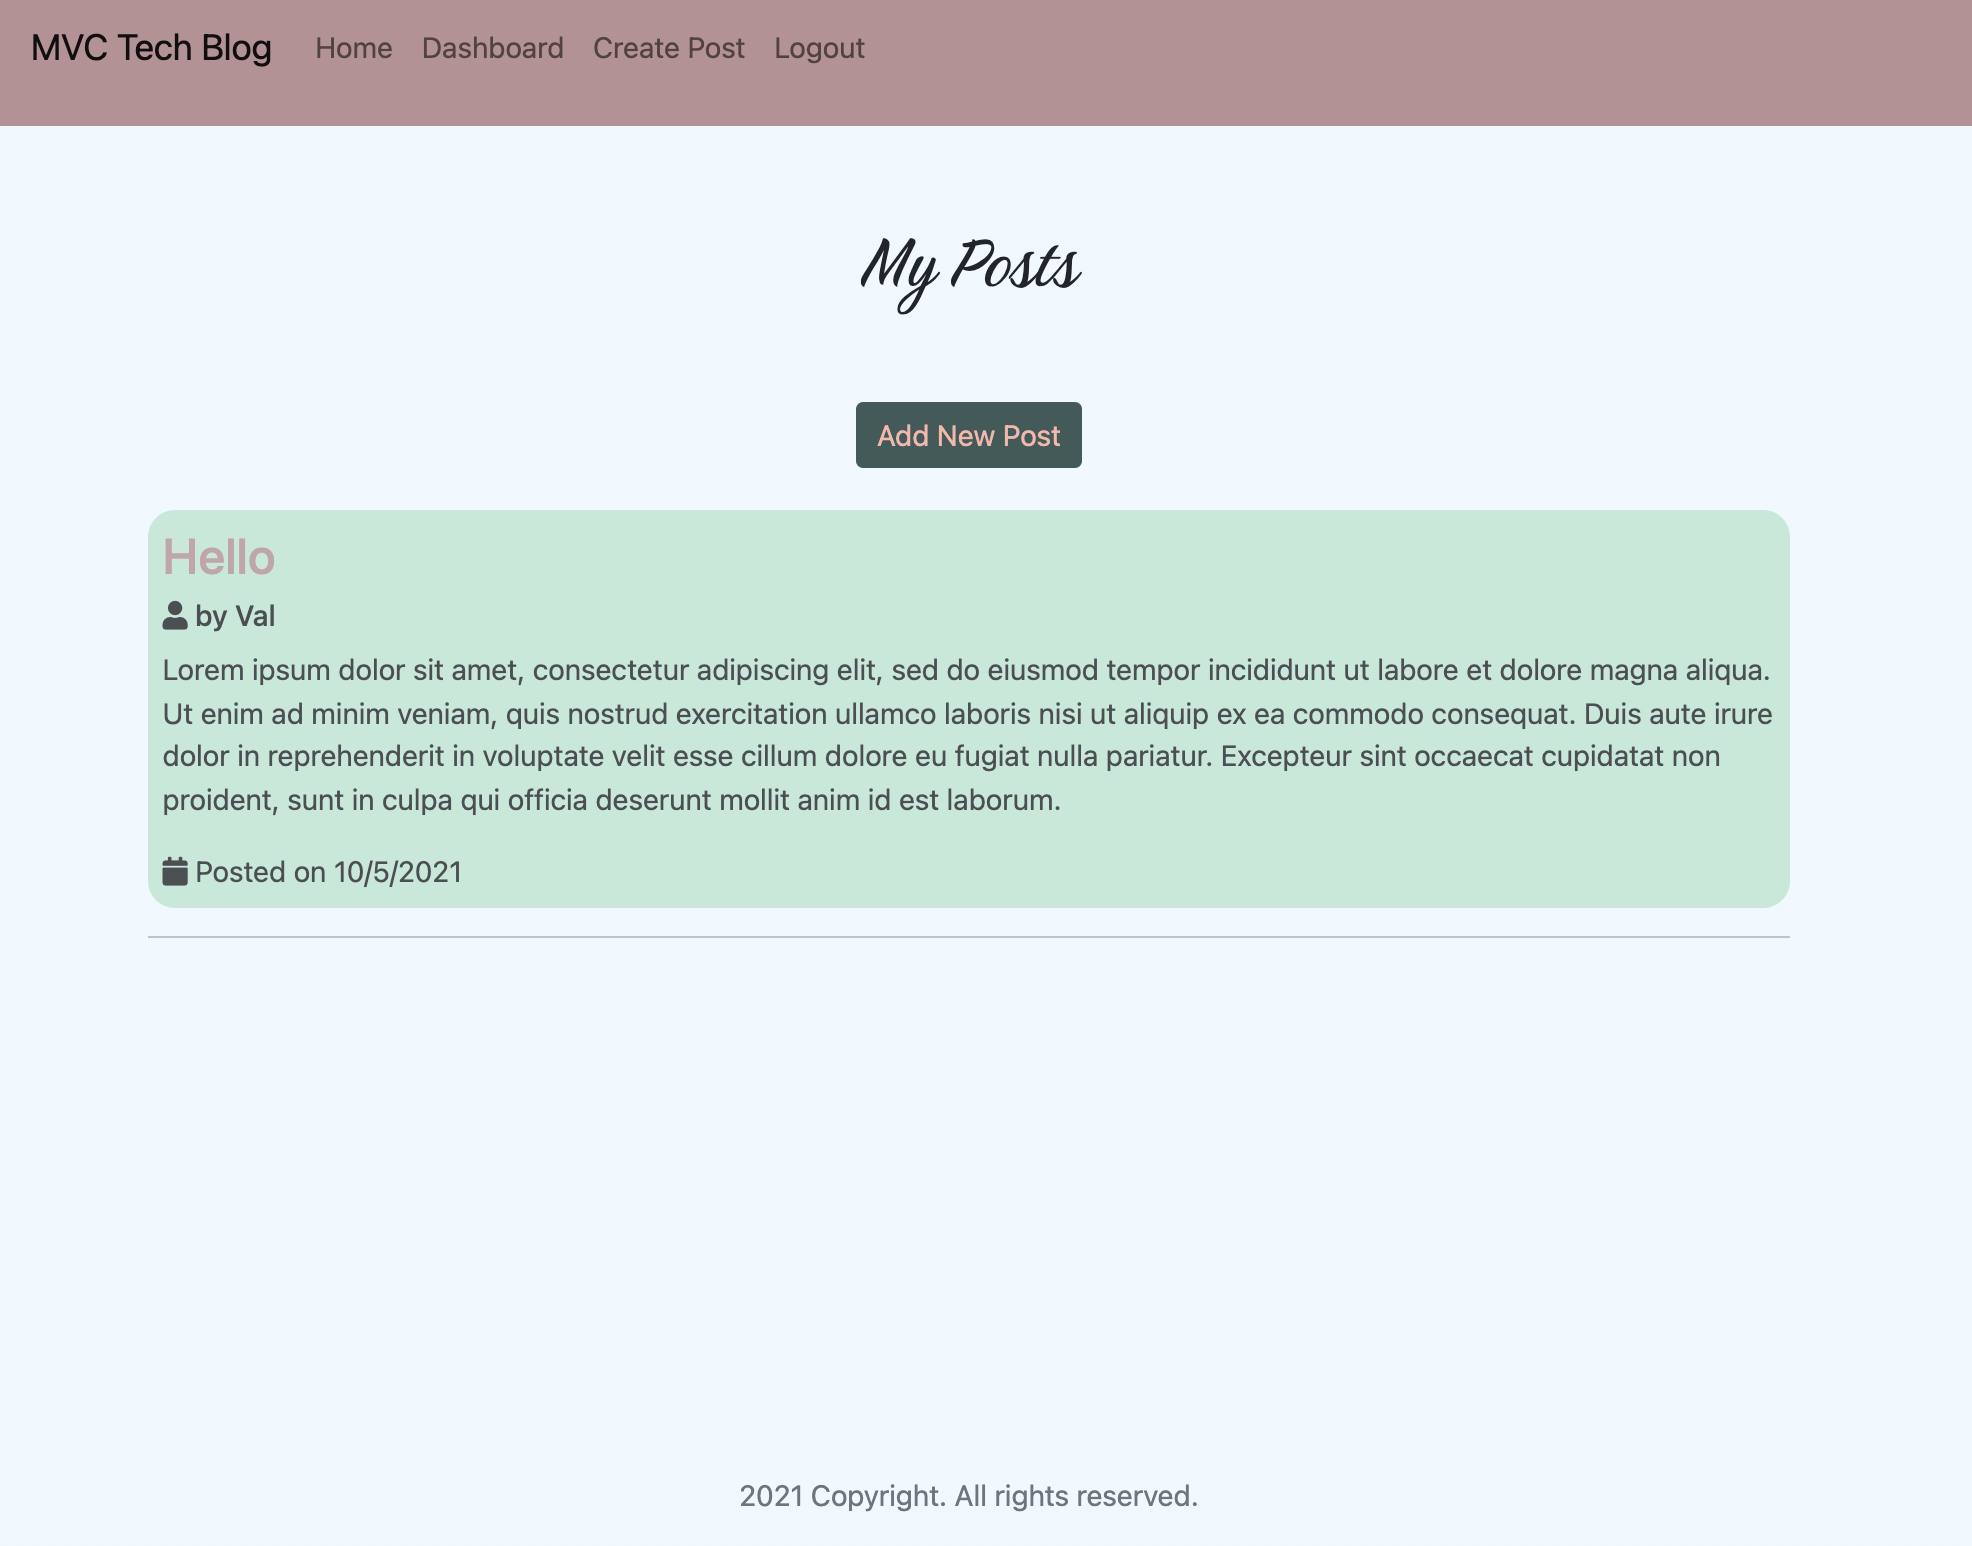 MVC Tech Blog Home Dashboard Create Post Logout
My Posts
Add New Post
Hello
by Val
Lorem ipsum dolor sit amet, consectetur adipiscing elit, sed do eiusmod tempor incididunt ut labore et dolore magna aliqua.
Ut enim ad minim veniam, quis nostrud exercitation ullamco laboris nisi ut aliquip ex ea commodo consequat. Duis aute irure
dolor in reprehenderit in voluptate velit esse cillum dolore eu fugiat nulla pariatur. Excepteur sint occaecat cupidatat non
proident, sunt in culpa qui officia deserunt mollit anim id est laborum.
Posted on 10/5/2021
2021 Copyright. All rights reserved.